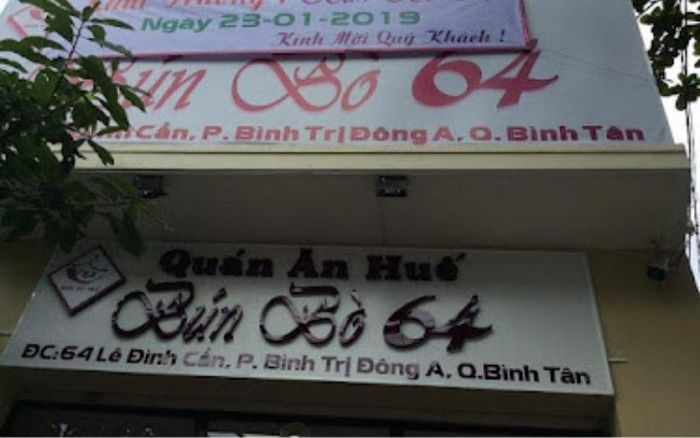 Ngày 23-01-2019
Kính Mời Quý Khách !
Bún Bò 64
Cần, P. Bình Trị Đông A, Q. Bình Tân
Quán Ăn Huế
Bún Bò 64
ĐC:64 Lê Đình Cẩn, P. Bình Trị Đông A, Q.Bình Tân